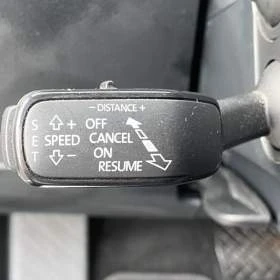 − DISTANCE +
S + OFF
E SPEED CANCEL
T − ON
RESUME